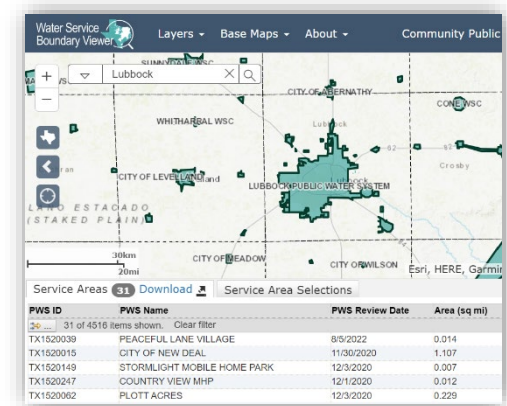 Water Service
Boundary Viewer
Layers
Base Maps
About
Community Public
SUNNYDALE WSC
Lubbock
CITY OF ABERNATHY
CONE WSC
WHITHARRAL WSC
Lubbock
82
Crosby
CITY OF LEVELLAND
LUBBOCK PUBLIC WATER SYSTEM
LLANO ESTACADO
(STAKED PLAIN)
30km
20mi
CITY OF MEADOW
CITY OF WILSON
Esri, HERE, Garmin
Service Areas 31 Download
Service Area Selections
PWS ID PWS Name PWS Review Date Area (sq mi)
... 31 of 4516 items shown. Clear filter
TX1520039 PEACEFUL LANE VILLAGE 8/5/2022 0.014
TX1520015 CITY OF NEW DEAL 11/30/2020 1.107
TX1520149 STORMLIGHT MOBILE HOME PARK 12/3/2020 0.007
TX1520247 COUNTRY VIEW MHP 12/1/2020 0.012
TX1520062 PLOTT ACRES 12/3/2020 0.229